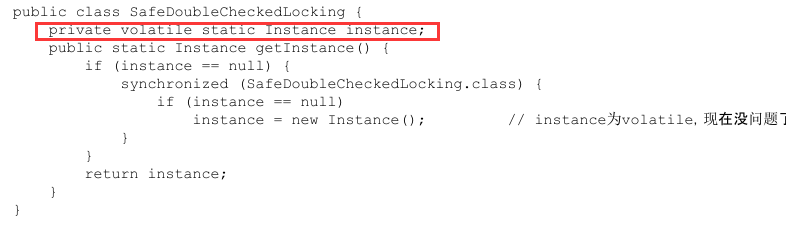 public class SafeDoubleCheckedLocking {
private volatile static Instance instance;
public static Instance getInstance() {
if (instance == null) {
synchronized (SafeDoubleCheckedLocking.class) {
if (instance == null)
instance = new Instance(); // instance为volatile, 现在没问题了
}
}
return instance;
}
}